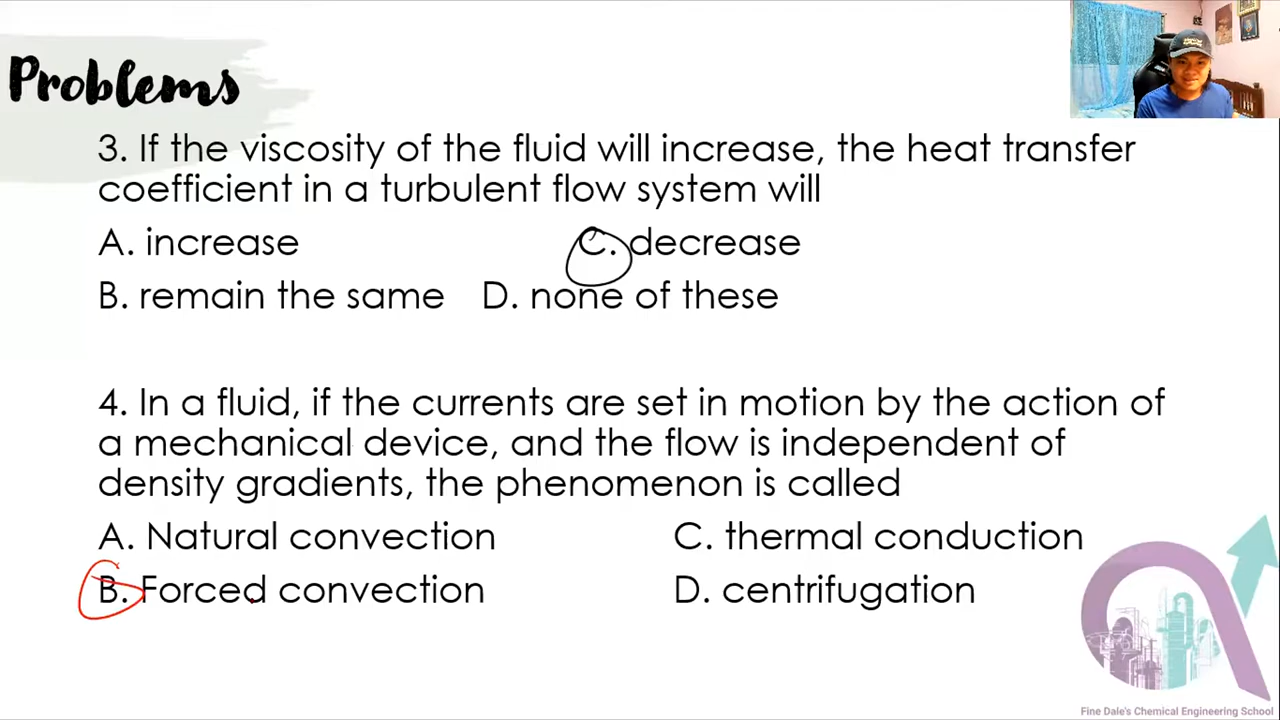 Problems
3. If the viscosity of the fluid will increase, the heat transfer
coefficient in a turbulent flow system will
A. increase C. decrease
B. remain the same D. none of these
4. In a fluid, if the currents are set in motion by the action of
a mechanical device, and the flow is independent of
density gradients, the phenomenon is called
A. Natural convection C. thermal conduction
B. Forced convection D. centrifugation
Fine Dale's Chemical Engineering School